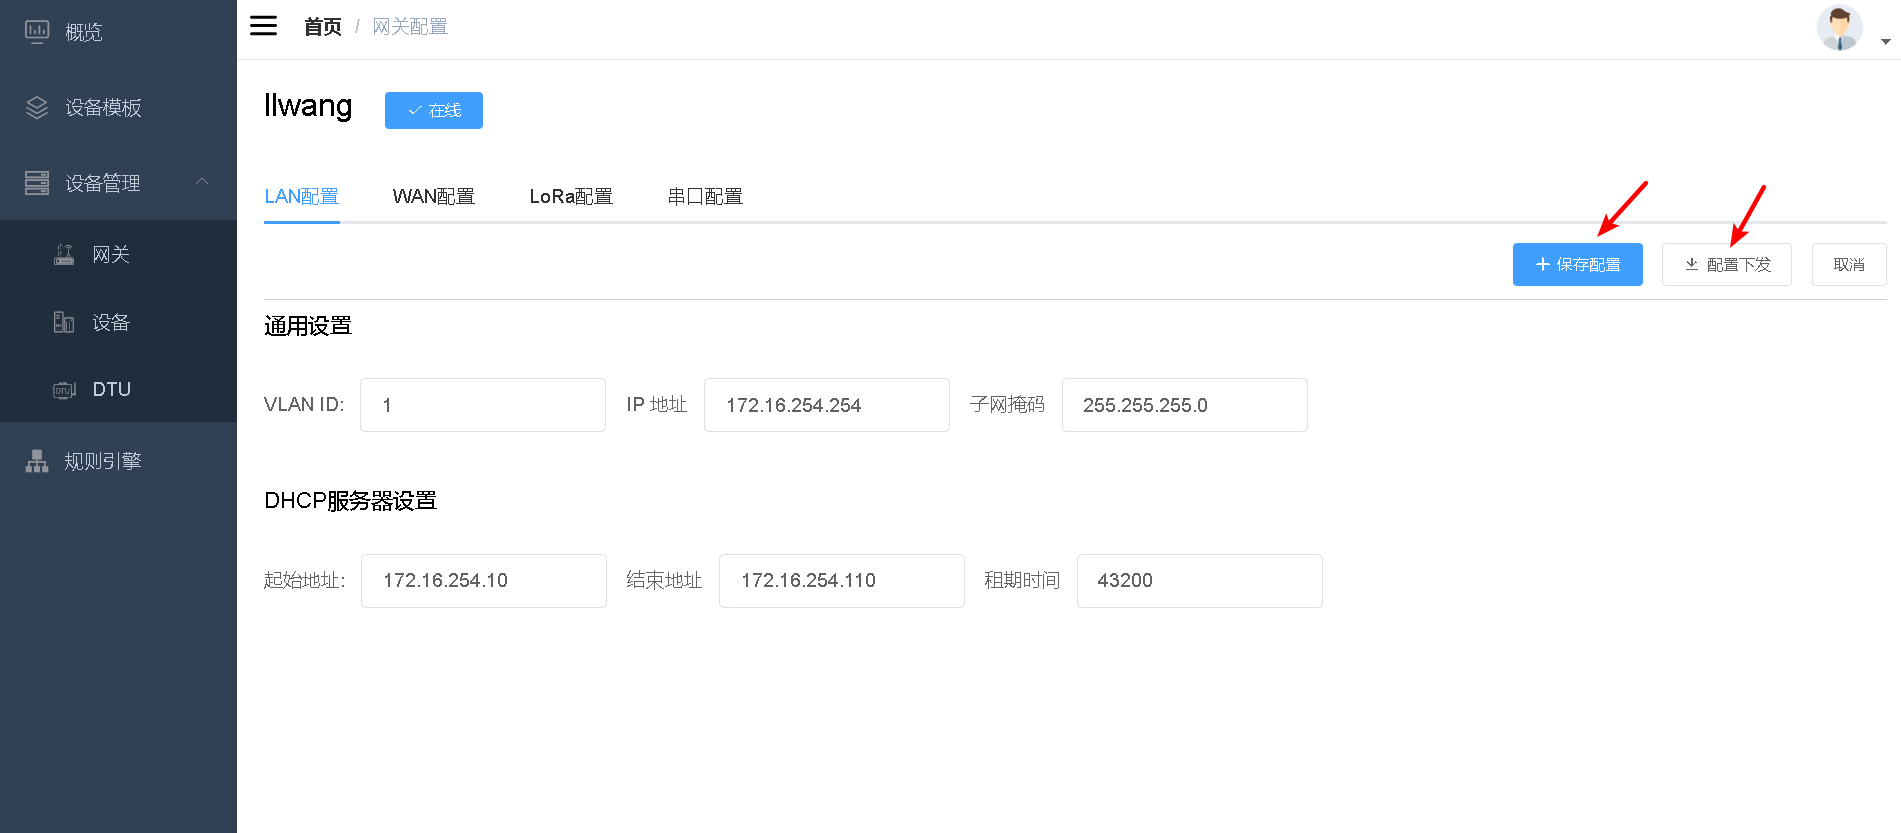 概览
设备模板
设备管理
网关
设备
DTU
规则引擎
首页 / 网关配置
llwang
在线
LAN配置 WAN配置 LoRa配置 串口配置
保存配置 配置下发 取消
通用设置
VLAN ID: 1 IP 地址 172.16.254.254 子网掩码 255.255.255.0
DHCP服务器设置
起始地址: 172.16.254.10 结束地址 172.16.254.110 租期时间 43200